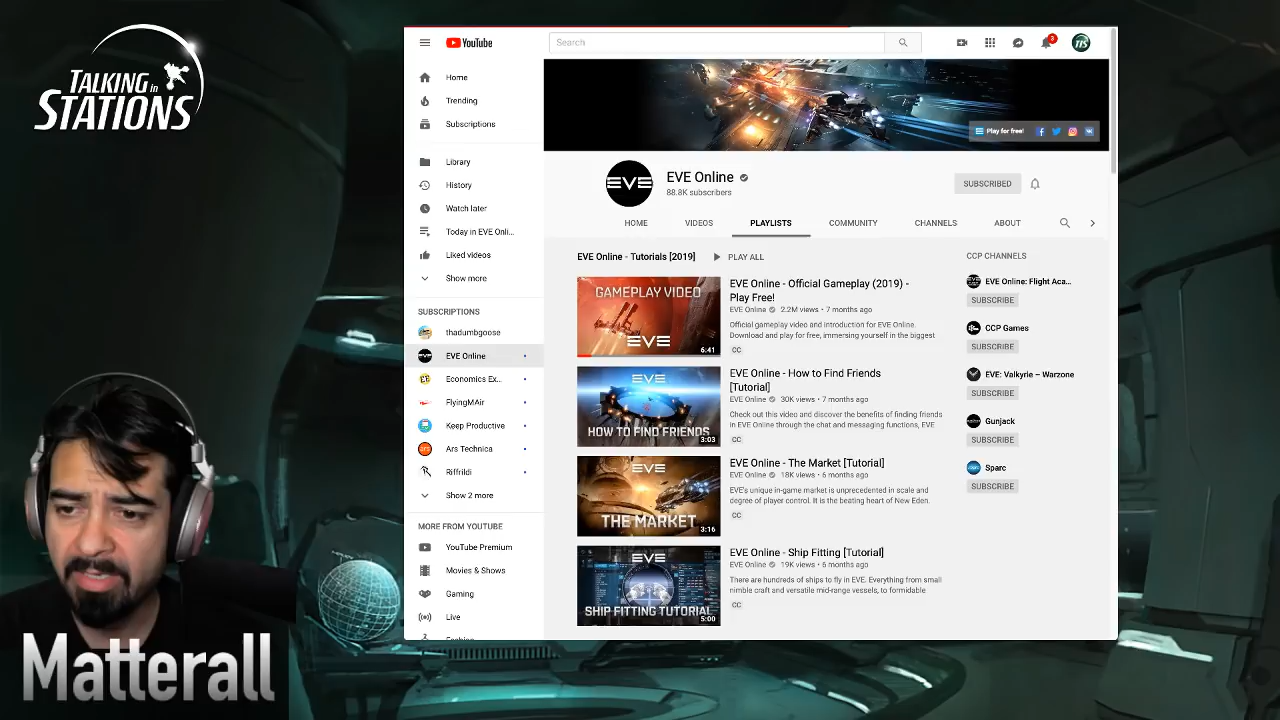 TALKING in
STATIONS
Matterall
YouTube
Search
3
TIS
Home
Trending
Subscriptions
Library
History
Watch later
Today in EVE Onli...
Liked videos
Show more
SUBSCRIPTIONS
thadumbgoose
EVE Online
Economics Ex...
FlyingMAir
Keep Productive
Ars Technica
Riffrildi
Show 2 more
MORE FROM YOUTUBE
YouTube Premium
Movies & Shows
Gaming
Live
Play for free!
EVE
EVE Online
88.8K subscribers
SUBSCRIBED
HOME VIDEOS PLAYLISTS COMMUNITY CHANNELS ABOUT
EVE Online - Tutorials [2019] PLAY ALL
GAMEPLAY VIDEO
EVE
6:41
EVE Online - Official Gameplay (2019) -
Play Free!
EVE Online • 2.2M views • 7 months ago
Official gameplay video and introduction for EVE Online.
Download and play for free, immersing yourself in the biggest
CC
EVE
HOW TO FIND FRIENDS
3:03
EVE Online - How to Find Friends
[Tutorial]
EVE Online • 30K views • 7 months ago
Check out this video and discover the benefits of finding friends
in EVE Online through the chat and messaging functions, EVE
CC
EVE
THE MARKET
3:16
EVE Online - The Market [Tutorial]
EVE Online • 18K views • 6 months ago
EVE's unique in-game market is unprecedented in scale and
degree of player control. It is the beating heart of New Eden.
CC
EVE
SHIP FITTING TUTORIAL
5:00
EVE Online - Ship Fitting [Tutorial]
EVE Online • 19K views • 6 months ago
There are hundreds of ships to fly in EVE. Everything from small
nimble craft and versatile mid-range vessels, to formidable
CC
CCP CHANNELS
EVE Online: Flight Aca...
SUBSCRIBE
CCP Games
SUBSCRIBE
EVE: Valkyrie – Warzone
SUBSCRIBE
Gunjack
SUBSCRIBE
Sparc
SUBSCRIBE